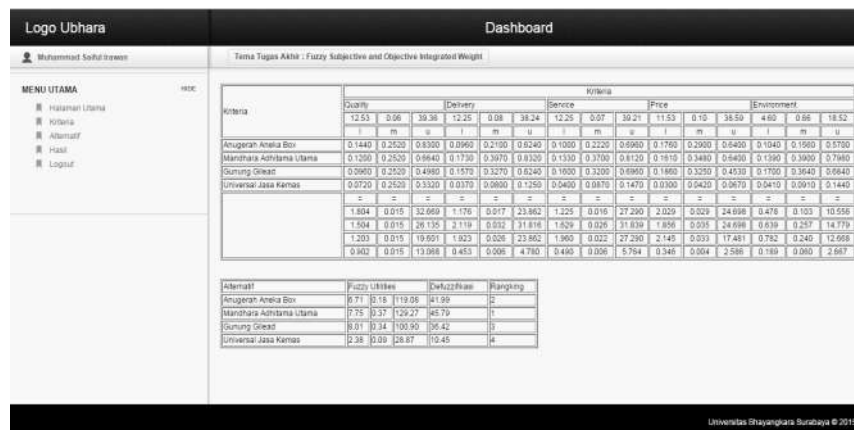 Logo Ubhara
Dashboard
Muhammad Saiful Irawan
Tema Tugas Akhir : Fuzzy Subjective and Objective Integrated Weight
MENU UTAMA HIDE
Halaman Utama
Kriteria
Alternatif
Hasil
Logout
Kriteria
Kriteria
Quality Delivery Service Price Environment
12.53 0.06 39.36 12.25 0.08 38.24 12.25 0.07 39.21 11.53 0.10 38.59 4.60 0.66 18.52
l m u l m u l m u l m u l m u
Anugerah Aneka Box 0.1440 0.2520 0.8300 0.0960 0.2100 0.6240 0.1000 0.2220 0.6960 0.1760 0.2900 0.6400 0.1040 0.1560 0.5700
Mandhara Adhitama Utama 0.1200 0.2520 0.6640 0.1730 0.3970 0.8320 0.1330 0.3700 0.8120 0.1610 0.3480 0.6400 0.1390 0.3900 0.7980
Gunung Gilead 0.0960 0.2520 0.4980 0.1570 0.3270 0.6240 0.1600 0.3200 0.6960 0.1860 0.3250 0.4530 0.1700 0.3640 0.6840
Universal Jasa Kemas 0.0720 0.2520 0.3320 0.0370 0.0800 0.1250 0.0400 0.0870 0.1470 0.0300 0.0420 0.0670 0.0410 0.0910 0.1440
= = = = = = = = = = = = = = =
1.804 0.015 32.669 1.176 0.017 23.862 1.225 0.016 27.290 2.029 0.029 24.698 0.478 0.103 10.556
1.504 0.015 26.135 2.119 0.032 31.816 1.629 0.026 31.839 1.856 0.035 24.698 0.639 0.257 14.779
1.203 0.015 19.601 1.923 0.026 23.862 1.960 0.022 27.290 2.145 0.033 17.481 0.782 0.240 12.668
0.902 0.015 13.068 0.453 0.006 4.780 0.490 0.006 5.764 0.346 0.004 2.586 0.189 0.060 2.667
Alternatif Fuzzy Utilities Defuzzifikasi Rangking
Anugerah Aneka Box 6.71 0.18 119.08 41.99 2
Mandhara Adhitama Utama 7.75 0.37 129.27 45.79 1
Gunung Gilead 8.01 0.34 100.90 36.42 3
Universal Jasa Kemas 2.38 0.09 28.87 10.45 4
Universitas Bhayangkara Surabaya © 2015